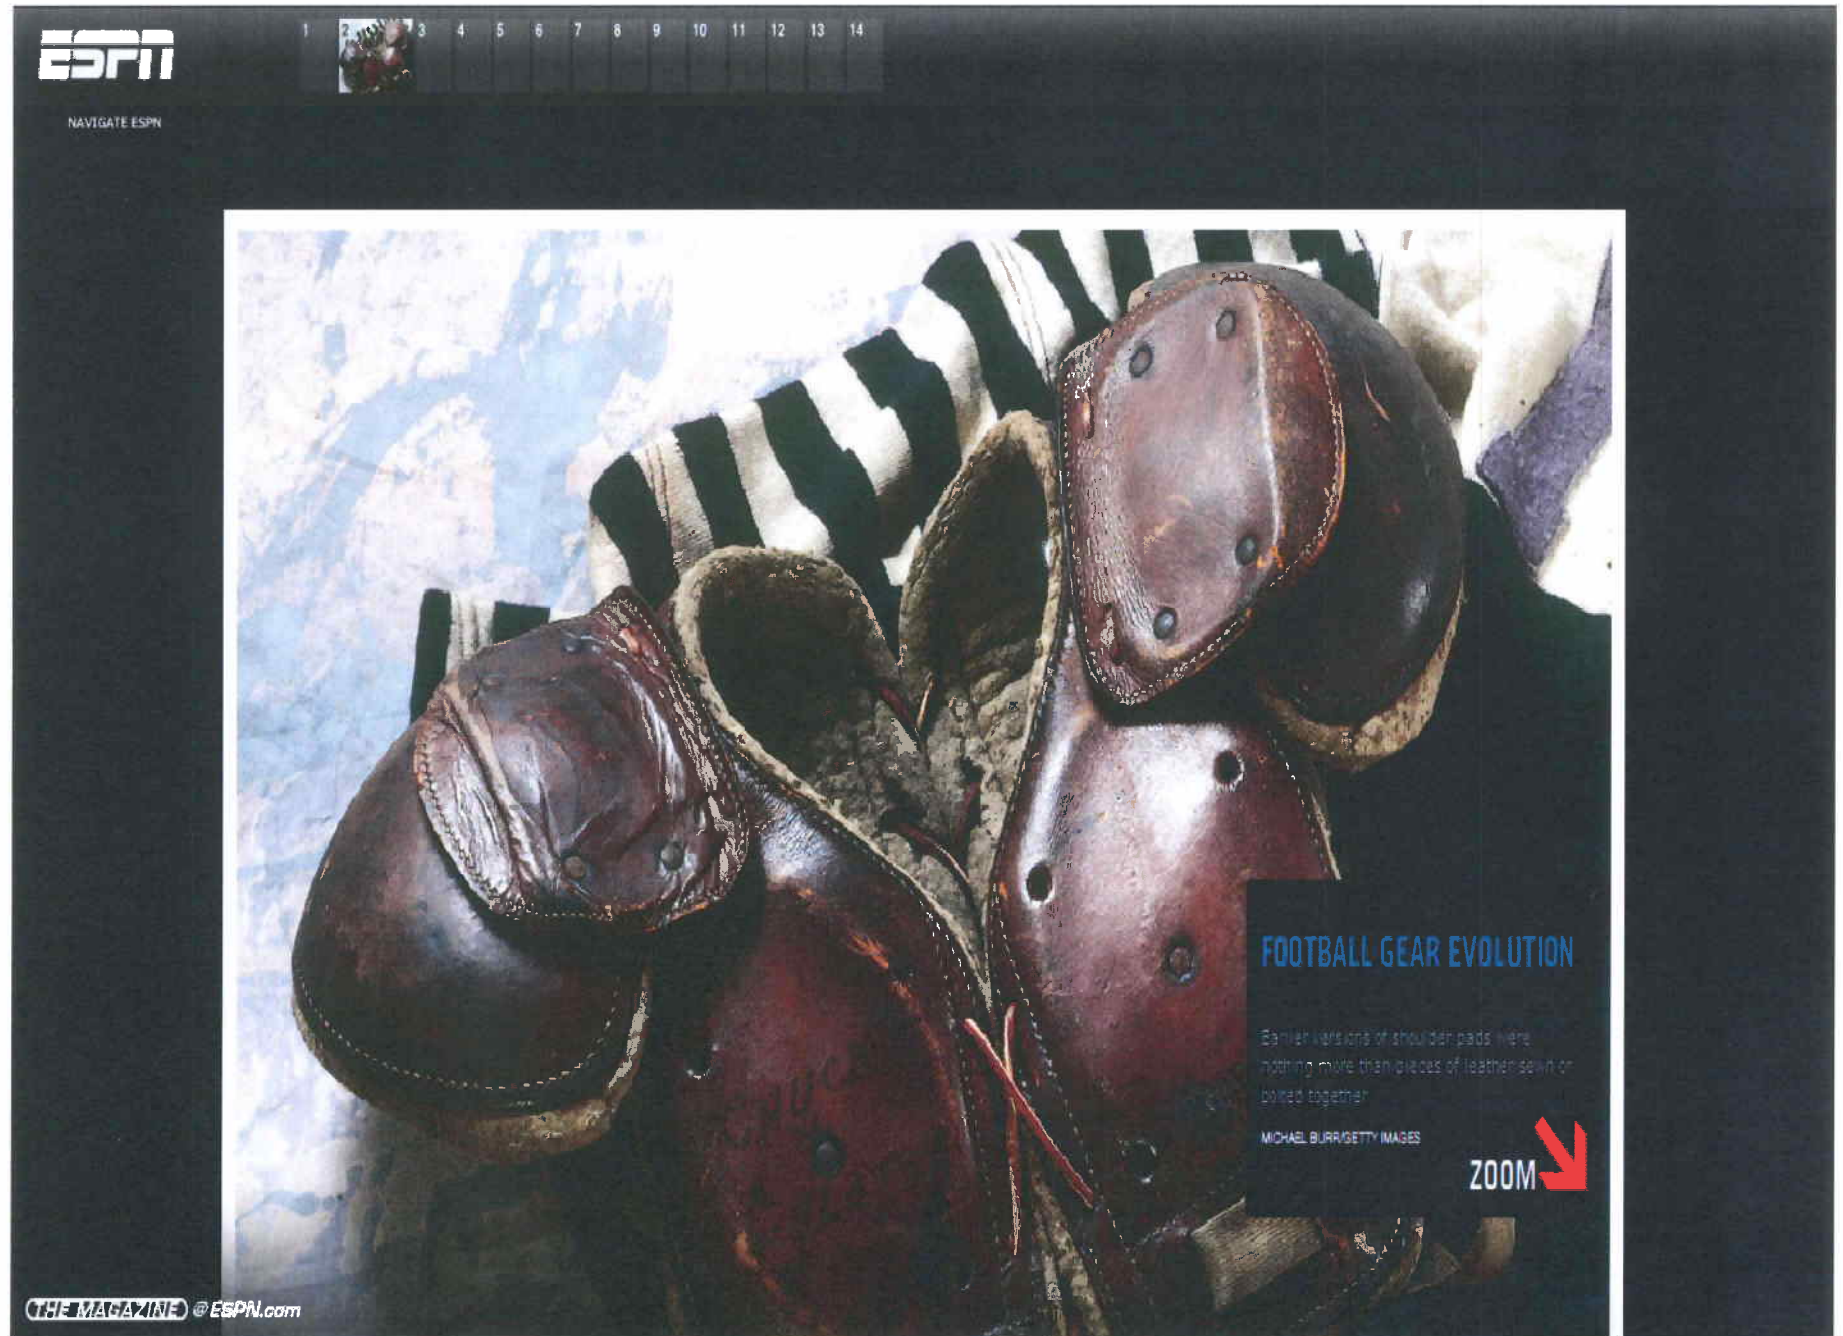 ESPN
1 2 3 4 5 6 7 8 9 10 11 12 13 14
NAVIGATE ESPN
FOOTBALL GEAR EVOLUTION
Earlier versions of shoulder pads were
nothing more than pieces of leather sewn or
bolted together
MICHAEL BURR/GETTY IMAGES
ZOOM
THE MAGAZINE @ ESPN.com